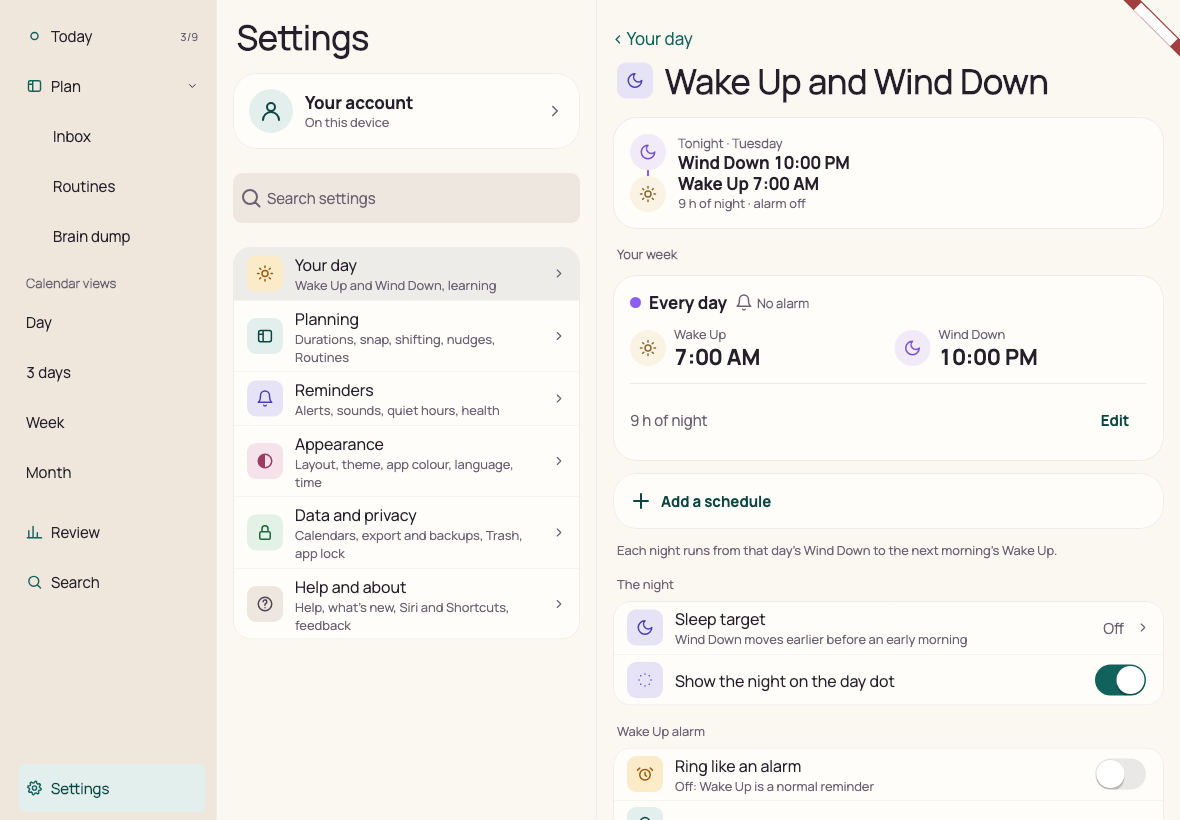 Today
3/9
Plan
Inbox
Routines
Brain dump
Calendar views
Day
3 days
Week
Month
Review
Search
Settings
Settings
Your account
On this device
Search settings
Your day
Wake Up and Wind Down, learning
Planning
Durations, snap, shifting, nudges,
Routines
Reminders
Alerts, sounds, quiet hours, health
Appearance
Layout, theme, app colour, language,
time
Data and privacy
Calendars, export and backups, Trash,
app lock
Help and about
Help, what's new, Siri and Shortcuts,
feedback
Your day
Wake Up and Wind Down
Tonight · Tuesday
Wind Down 10:00 PM
Wake Up 7:00 AM
9 h of night · alarm off
Your week
Every day
No alarm
Wake Up
7:00 AM
Wind Down
10:00 PM
9 h of night
Edit
Add a schedule
Each night runs from that day's Wind Down to the next morning's Wake Up.
The night
Sleep target
Wind Down moves earlier before an early morning
Off
Show the night on the day dot
Wake Up alarm
Ring like an alarm
Off: Wake Up is a normal reminder